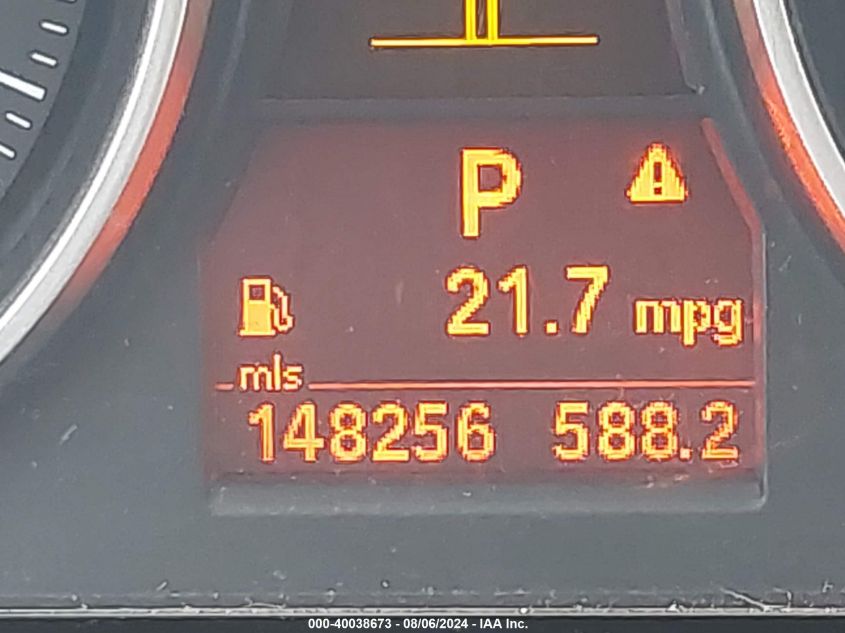 P
21.7 mpg
mls
148256 588.2
000-40038673 - 08/06/2024 - IAA Inc.